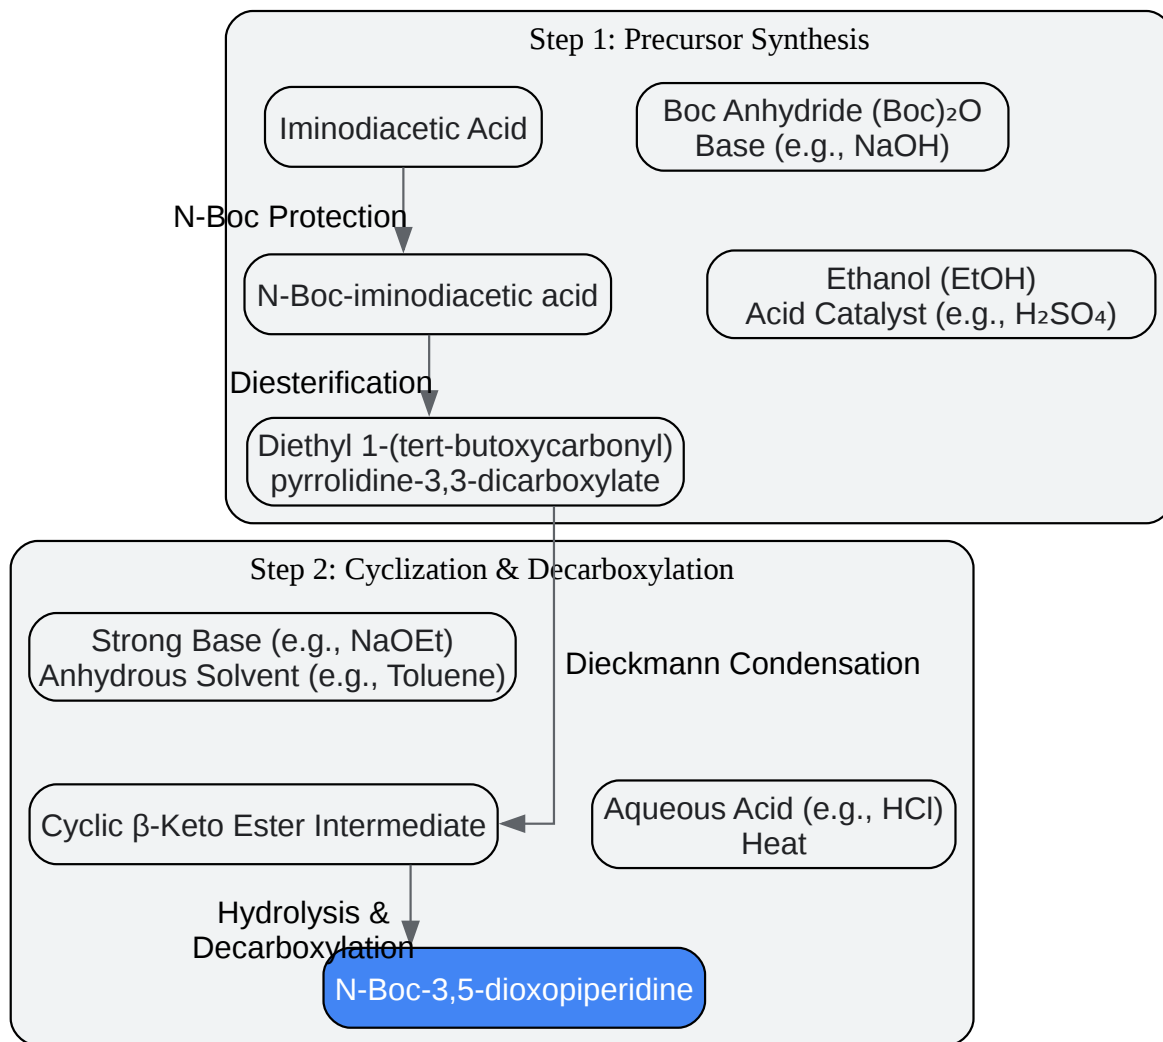 Step 1: Precursor Synthesis
Iminodiacetic Acid
Boc Anhydride (Boc)₂O
Base (e.g., NaOH)
N-Boc Protection
N-Boc-iminodiacetic acid
Ethanol (EtOH)
Acid Catalyst (e.g., H₂SO₄)
Diesterification
Diethyl 1-(tert-butoxycarbonyl)
pyrrolidine-3,3-dicarboxylate
Step 2: Cyclization & Decarboxylation
Strong Base (e.g., NaOEt)
Anhydrous Solvent (e.g., Toluene)
Dieckmann Condensation
Cyclic β-Keto Ester Intermediate
Aqueous Acid (e.g., HCl)
Heat
Hydrolysis &
Decarboxylation
N-Boc-3,5-dioxopiperidine